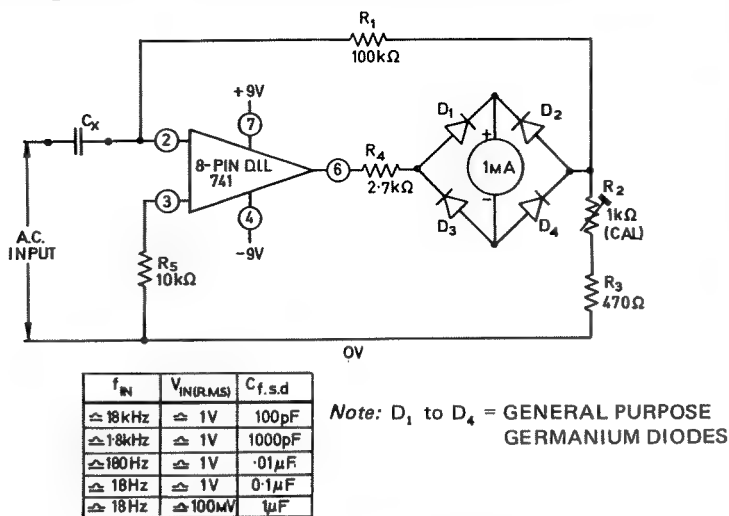 R1
100kΩ
+9V
CX
2
7
8-PIN D.I.L
741
6
3
4
-9V
R4
2.7kΩ
D1
D2
+
1MA
-
D3
D4
R2
1kΩ
(CAL)
R3
470Ω
A.C.
INPUT
R5
10kΩ
0V
fIN VIN(R.M.S) Cf.s.d
≏ 18kHz ≏ 1V 100pF
≏ 1·8kHz ≏ 1V 1000pF
≏ 180Hz ≏ 1V ·01µF
≏ 18Hz ≏ 1V 0·1µF
≏ 18Hz ≏ 100MV 1µF
Note: D1 to D4 = GENERAL PURPOSE
GERMANIUM DIODES